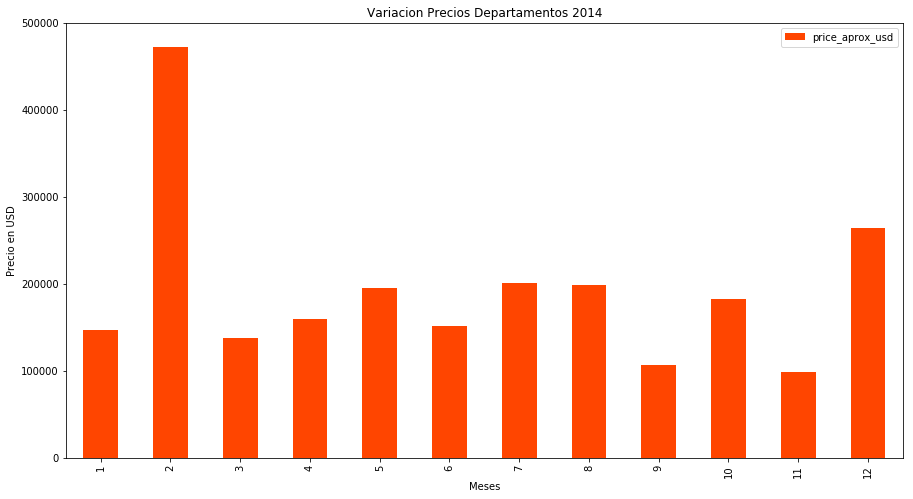 Variacion Precios Departamentos 2014
price_aprox_usd
Precio en USD
500000
400000
300000
200000
100000
0
1 2 3 4 5 6 7 8 9 10 11 12
Meses